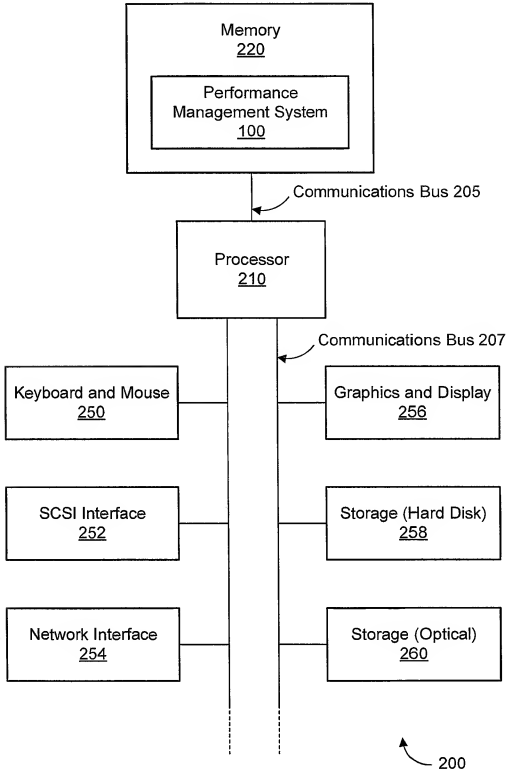 Memory
220
Performance
Management System
100
Communications Bus 205
Processor
210
Communications Bus 207
Keyboard and Mouse
250
Graphics and Display
256
SCSI Interface
252
Storage (Hard Disk)
258
Network Interface
254
Storage (Optical)
260
200